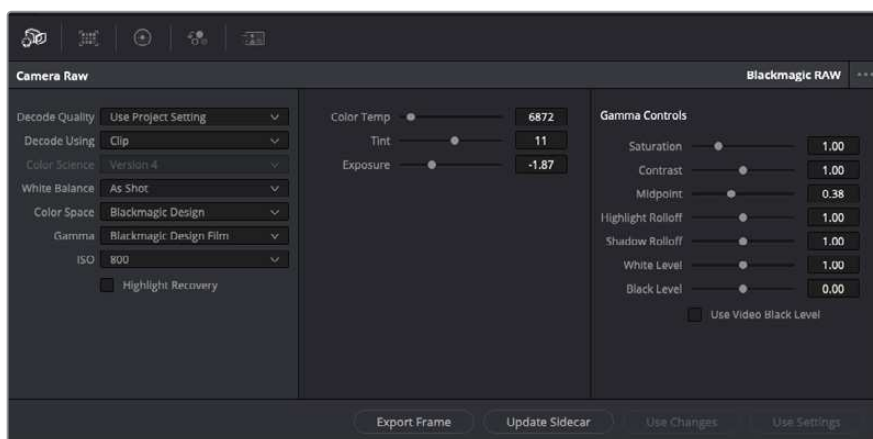 Camera Raw
Blackmagic RAW
Decode Quality Use Project Setting
Decode Using Clip
Color Science Version 4
White Balance As Shot
Color Space Blackmagic Design
Gamma Blackmagic Design Film
ISO 800
Highlight Recovery
Color Temp 6872
Tint 11
Exposure -1.87
Gamma Controls
Saturation 1.00
Contrast 1.00
Midpoint 0.38
Highlight Rolloff 1.00
Shadow Rolloff 1.00
White Level 1.00
Black Level 0.00
Use Video Black Level
Export Frame
Update Sidecar
Use Changes
Use Settings